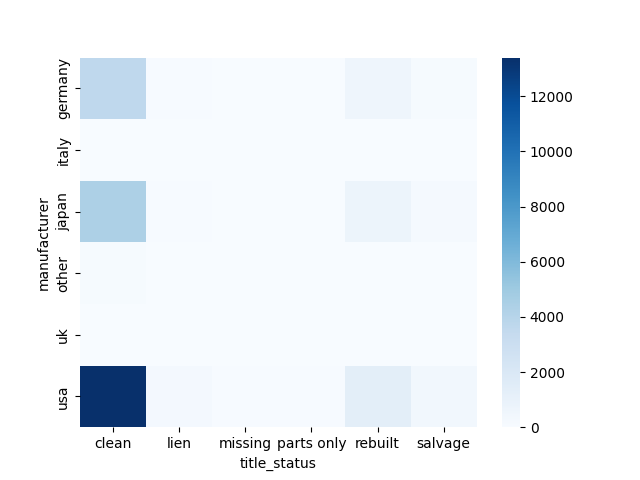 manufacturer
germany
italy
japan
other
uk
usa
clean
lien
missing
parts only
rebuilt
salvage
title_status
12000
10000
8000
6000
4000
2000
0